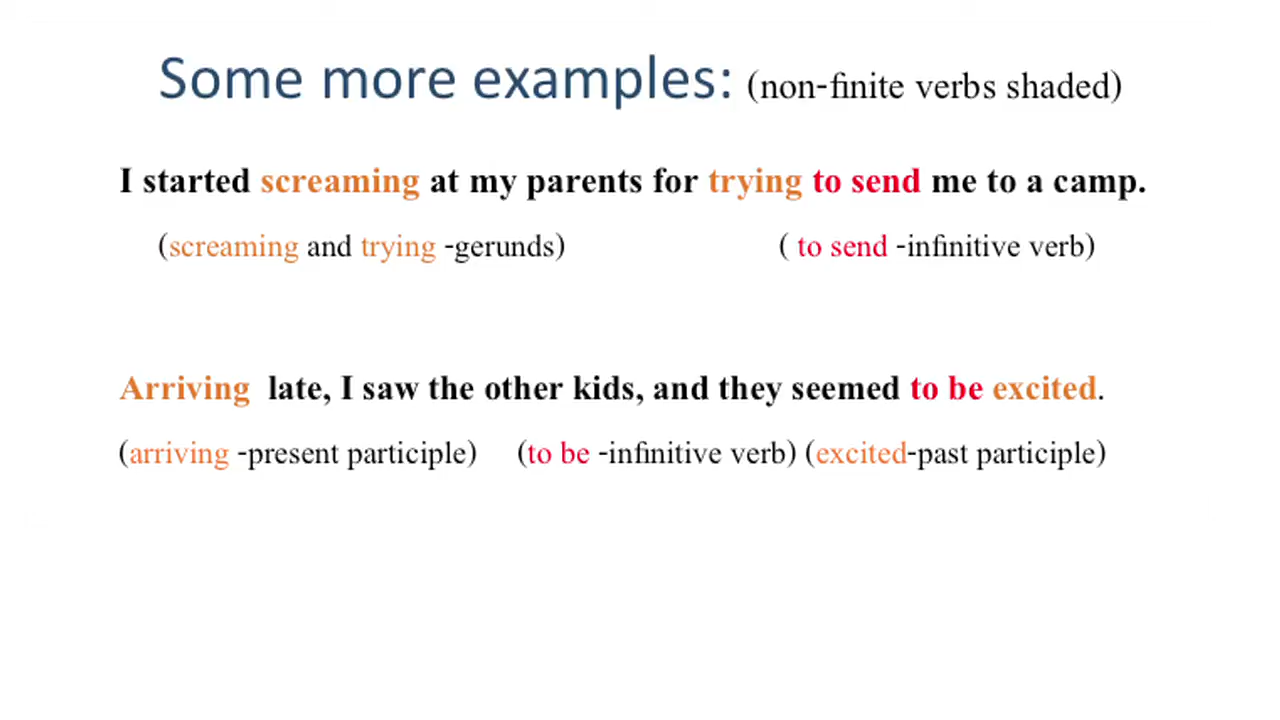 Some more examples: (non-finite verbs shaded)
I started screaming at my parents for trying to send me to a camp.
(screaming and trying -gerunds) ( to send -infinitive verb)
Arriving late, I saw the other kids, and they seemed to be excited.
(arriving -present participle) (to be -infinitive verb) (excited-past participle)